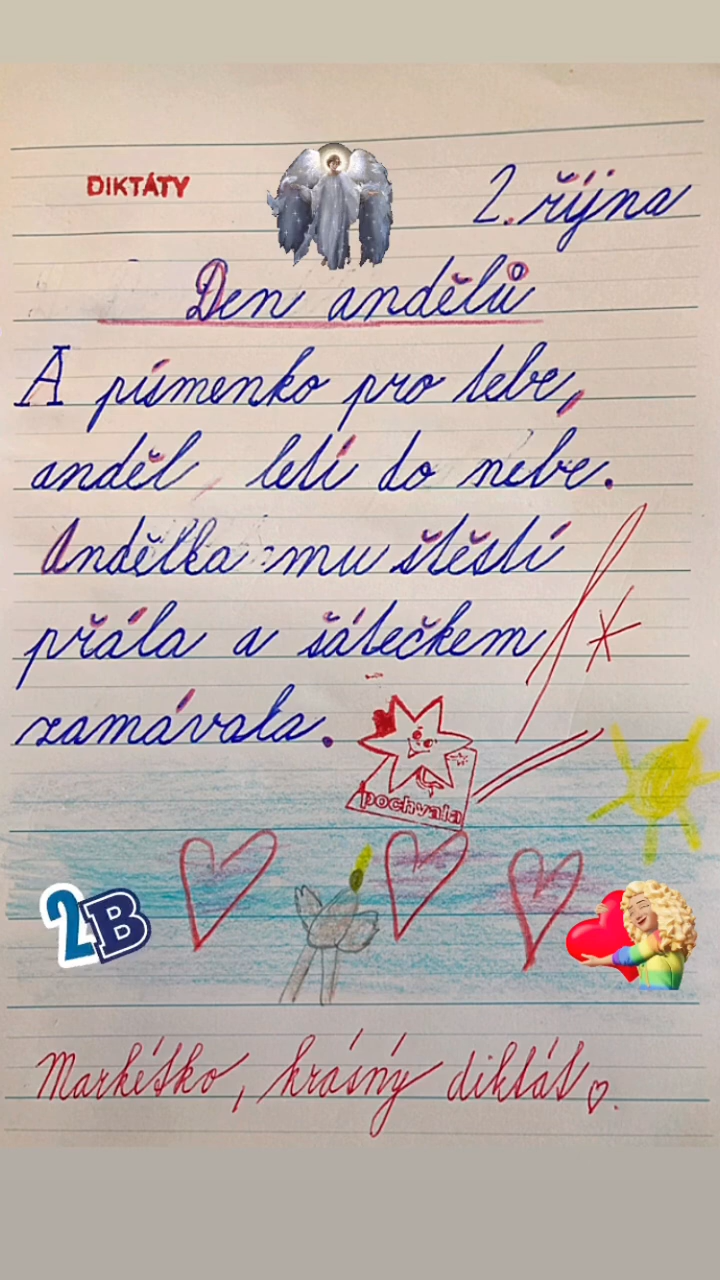 DIKTÁTY
2. října
Den andělů
A písmenko pro tebe,
anděl letí do nebe.
Andělka mu štěstí
přála a šátečkem
zamávala.
pochvala
2B
Markétko, krásný diktát ♡.